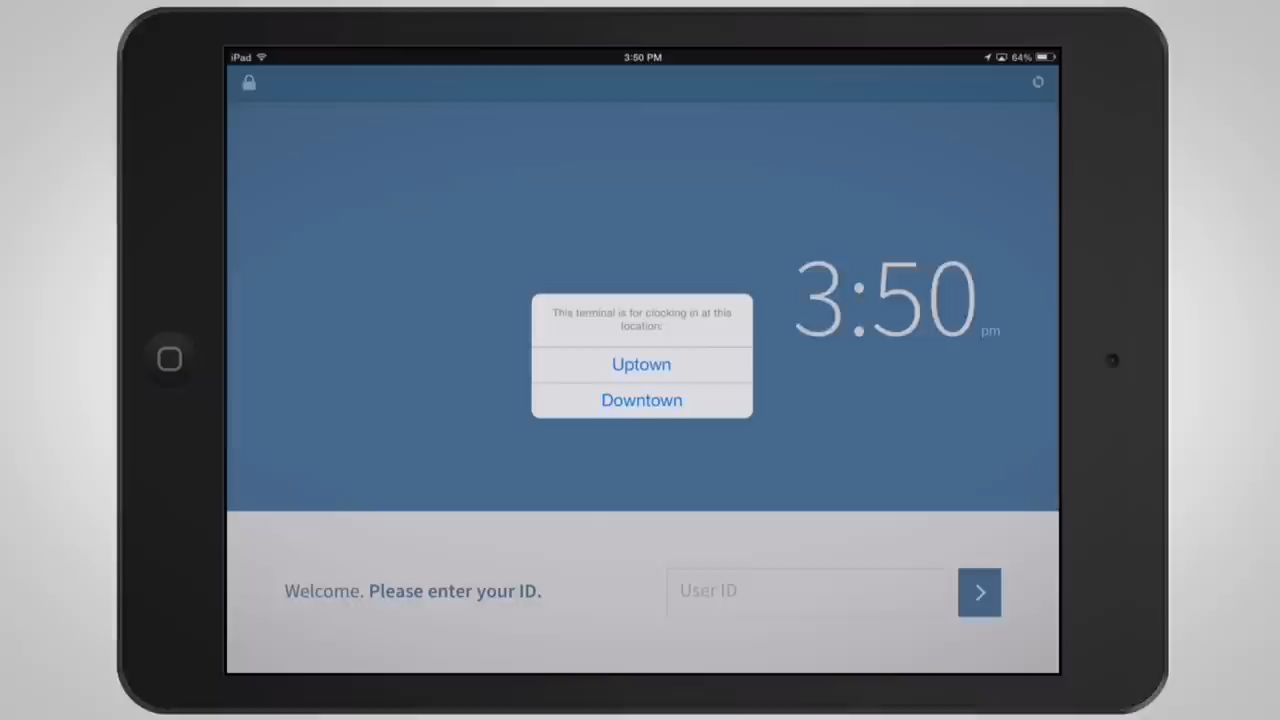 iPad 3:50 PM 64%
3:50 pm
This terminal is for clocking in at this
location:
Uptown
Downtown
Welcome. Please enter your ID. User ID